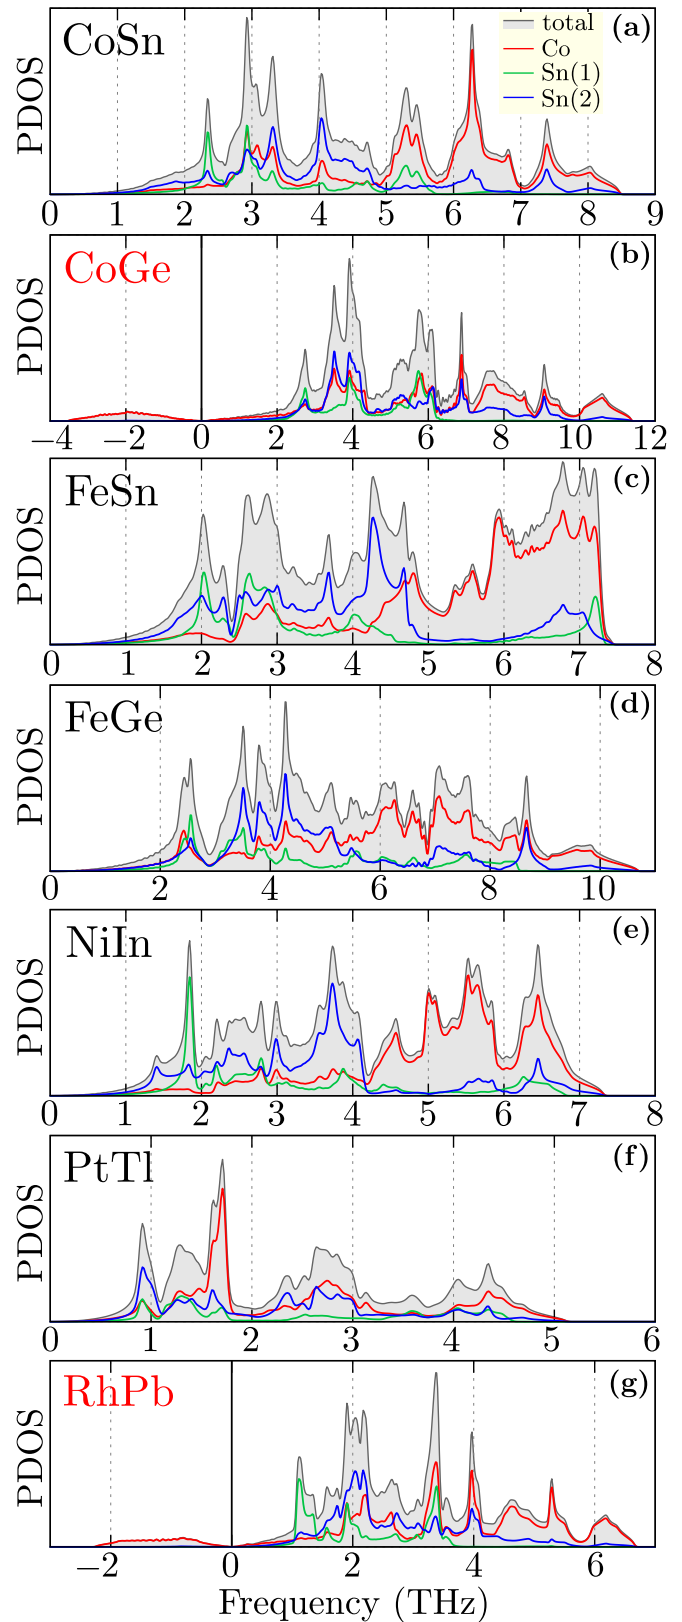 CoSn
(a)
total
Co
Sn(1)
Sn(2)
PDOS
0 1 2 3 4 5 6 7 8 9
CoGe
(b)
PDOS
−4 −2 0 2 4 6 8 10 12
FeSn
(c)
PDOS
0 1 2 3 4 5 6 7 8
FeGe
(d)
PDOS
0 2 4 6 8 10
NiIn
(e)
PDOS
0 1 2 3 4 5 6 7 8
PtTl
(f)
PDOS
0 1 2 3 4 5 6
RhPb
(g)
PDOS
−2 0 2 4 6
Frequency (THz)